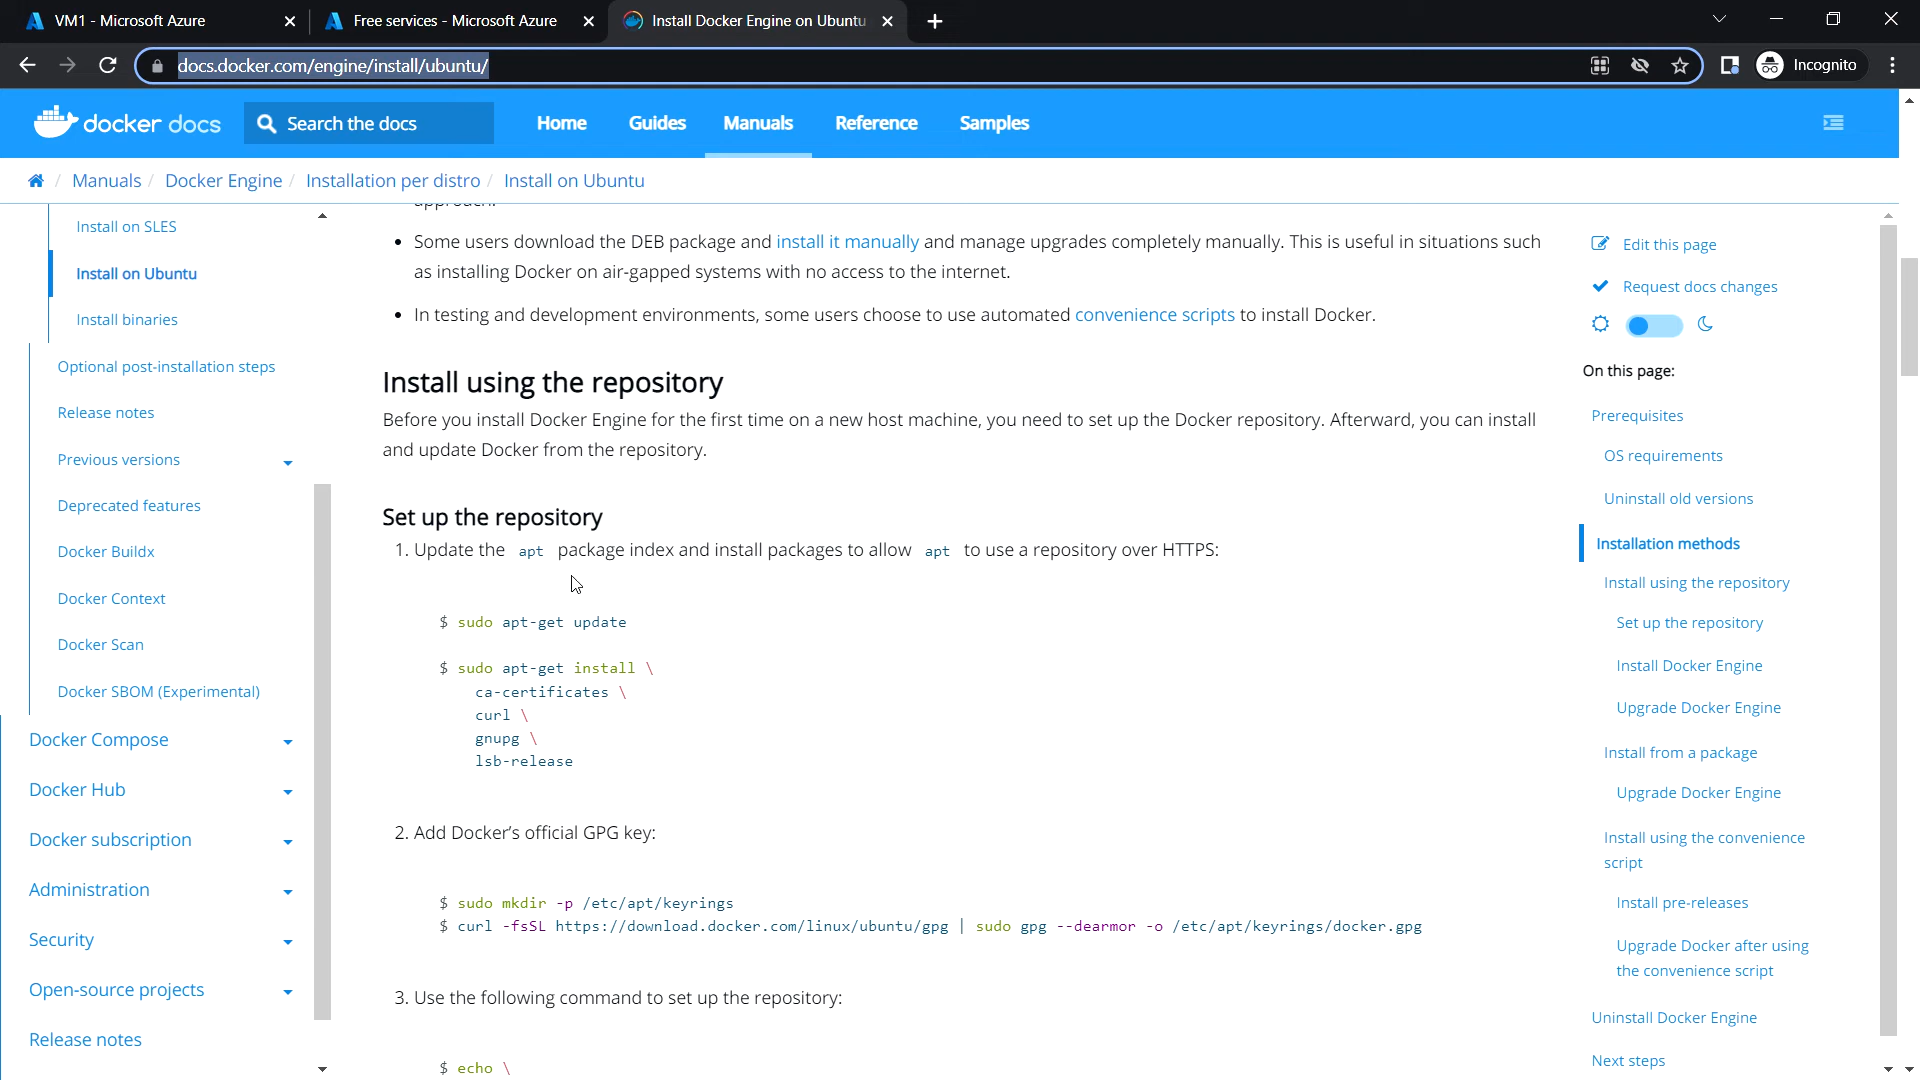 VM1 - Microsoft Azure
Free services - Microsoft Azure
Install Docker Engine on Ubuntu
docs.docker.com/engine/install/ubuntu/
Incognito
docker docs
Search the docs
Home
Guides
Manuals
Reference
Samples
/ Manuals / Docker Engine / Installation per distro / Install on Ubuntu
Install on SLES
Install on Ubuntu
Install binaries
Optional post-installation steps
Release notes
Previous versions
Deprecated features
Docker Buildx
Docker Context
Docker Scan
Docker SBOM (Experimental)
Docker Compose
Docker Hub
Docker subscription
Administration
Security
Open-source projects
Release notes
approach.
• Some users download the DEB package and install it manually and manage upgrades completely manually. This is useful in situations such
as installing Docker on air-gapped systems with no access to the internet.
• In testing and development environments, some users choose to use automated convenience scripts to install Docker.
Install using the repository
Before you install Docker Engine for the first time on a new host machine, you need to set up the Docker repository. Afterward, you can install
and update Docker from the repository.
Set up the repository
1. Update the apt package index and install packages to allow apt to use a repository over HTTPS:
$ sudo apt-get update
$ sudo apt-get install \
ca-certificates \
curl \
gnupg \
lsb-release
2. Add Docker's official GPG key:
$ sudo mkdir -p /etc/apt/keyrings
$ curl -fsSL https://download.docker.com/linux/ubuntu/gpg | sudo gpg --dearmor -o /etc/apt/keyrings/docker.gpg
3. Use the following command to set up the repository:
$ echo \
Edit this page
Request docs changes
On this page:
Prerequisites
OS requirements
Uninstall old versions
Installation methods
Install using the repository
Set up the repository
Install Docker Engine
Upgrade Docker Engine
Install from a package
Upgrade Docker Engine
Install using the convenience
script
Install pre-releases
Upgrade Docker after using
the convenience script
Uninstall Docker Engine
Next steps